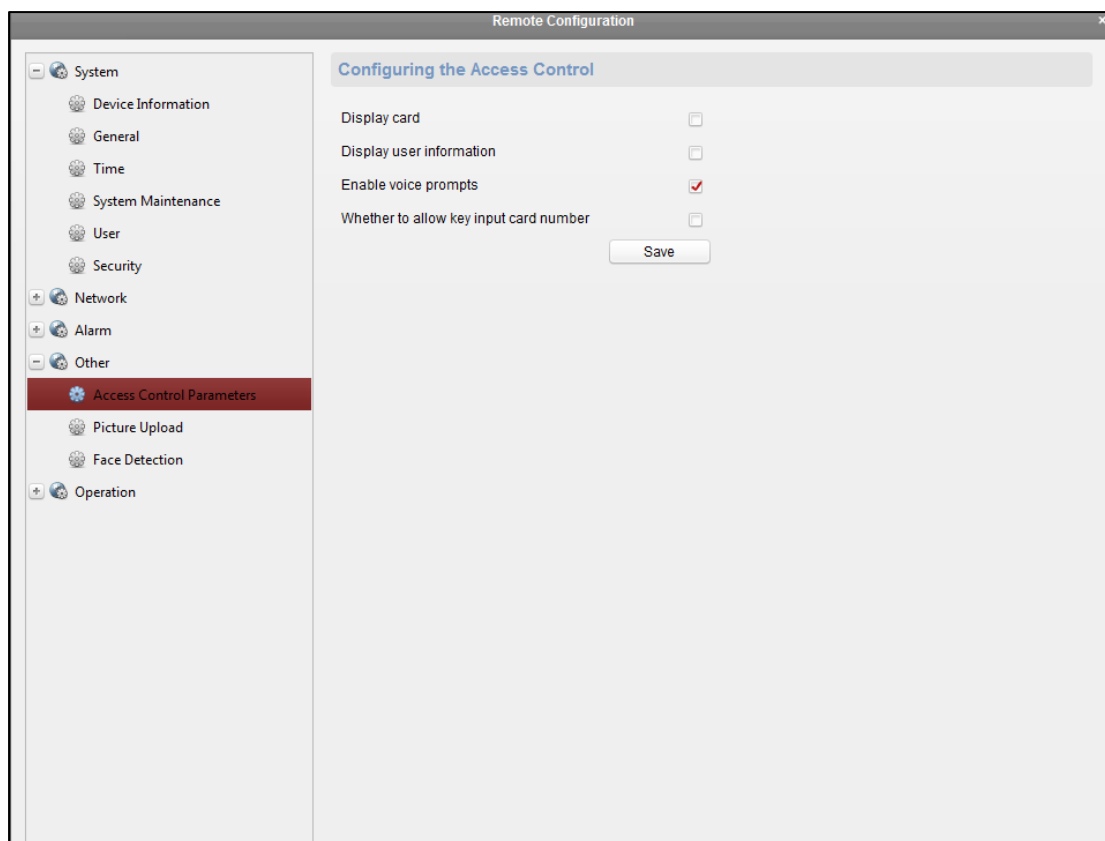 Remote Configuration
System
Device Information
General
Time
System Maintenance
User
Security
Network
Alarm
Other
Access Control Parameters
Picture Upload
Face Detection
Operation
Configuring the Access Control
Display card
Display user information
Enable voice prompts
Whether to allow key input card number
Save